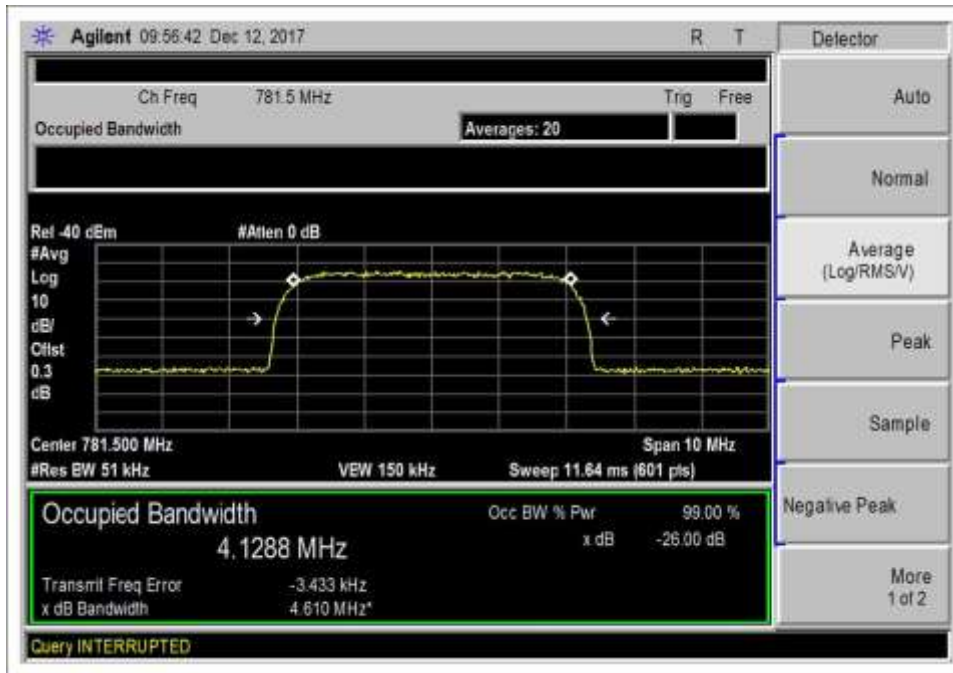 Agilent 09:56:42 Dec 12, 2017 R T
Detector
Ch Freq 781.5 MHz Trig Free
Occupied Bandwidth Averages: 20
Auto
Normal
Average
(Log/RMS/V)
Peak
Sample
Negative Peak
More
1 of 2
Ref -40 dBm #Atten 0 dB
#Avg
Log
10
dB/
Offst
0.3
dB
Center 781.500 MHz Span 10 MHz
#Res BW 51 kHz VBW 150 kHz Sweep 11.64 ms (601 pts)
Occupied Bandwidth Occ BW % Pwr 99.00 %
4.1288 MHz x dB -26.00 dB
Transmit Freq Error -3.433 kHz
x dB Bandwidth 4.610 MHz*
Query INTERRUPTED